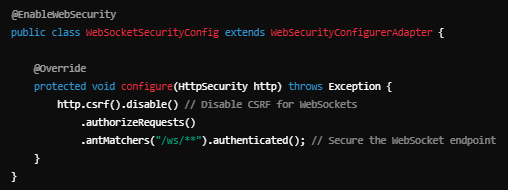 @EnableWebSecurity
public class WebSocketSecurityConfig extends WebSecurityConfigurerAdapter {
@Override
protected void configure(HttpSecurity http) throws Exception {
http.csrf().disable() // Disable CSRF for WebSockets
.authorizeRequests()
.antMatchers("/ws/**").authenticated(); // Secure the WebSocket endpoint
}
}